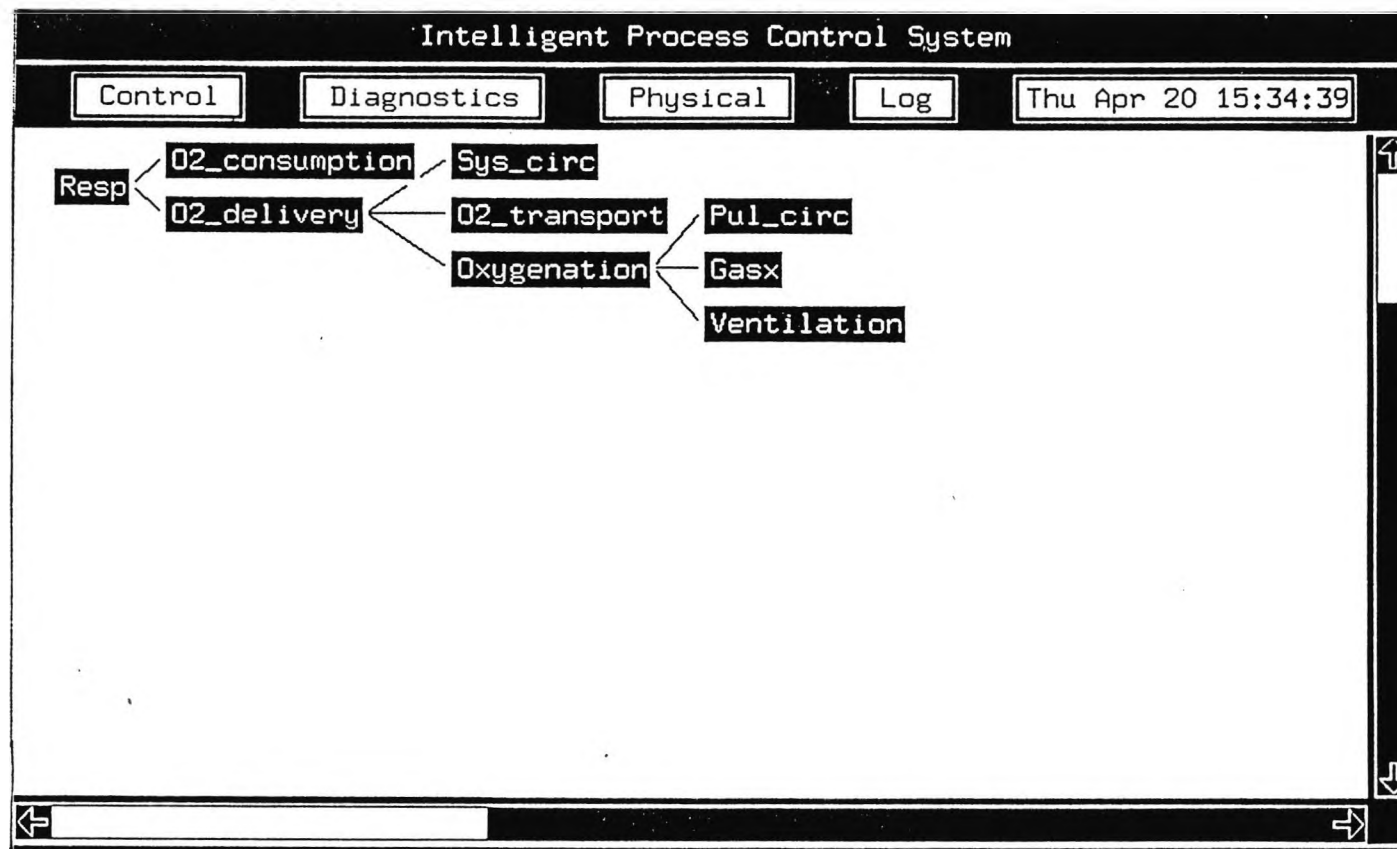 Intelligent Process Control System
Control Diagnostics Physical Log Thu Apr 20 15:34:39
O2_consumption Sys_circ
Resp
O2_delivery O2_transport Pul_circ
Oxygenation Gasx
Ventilation